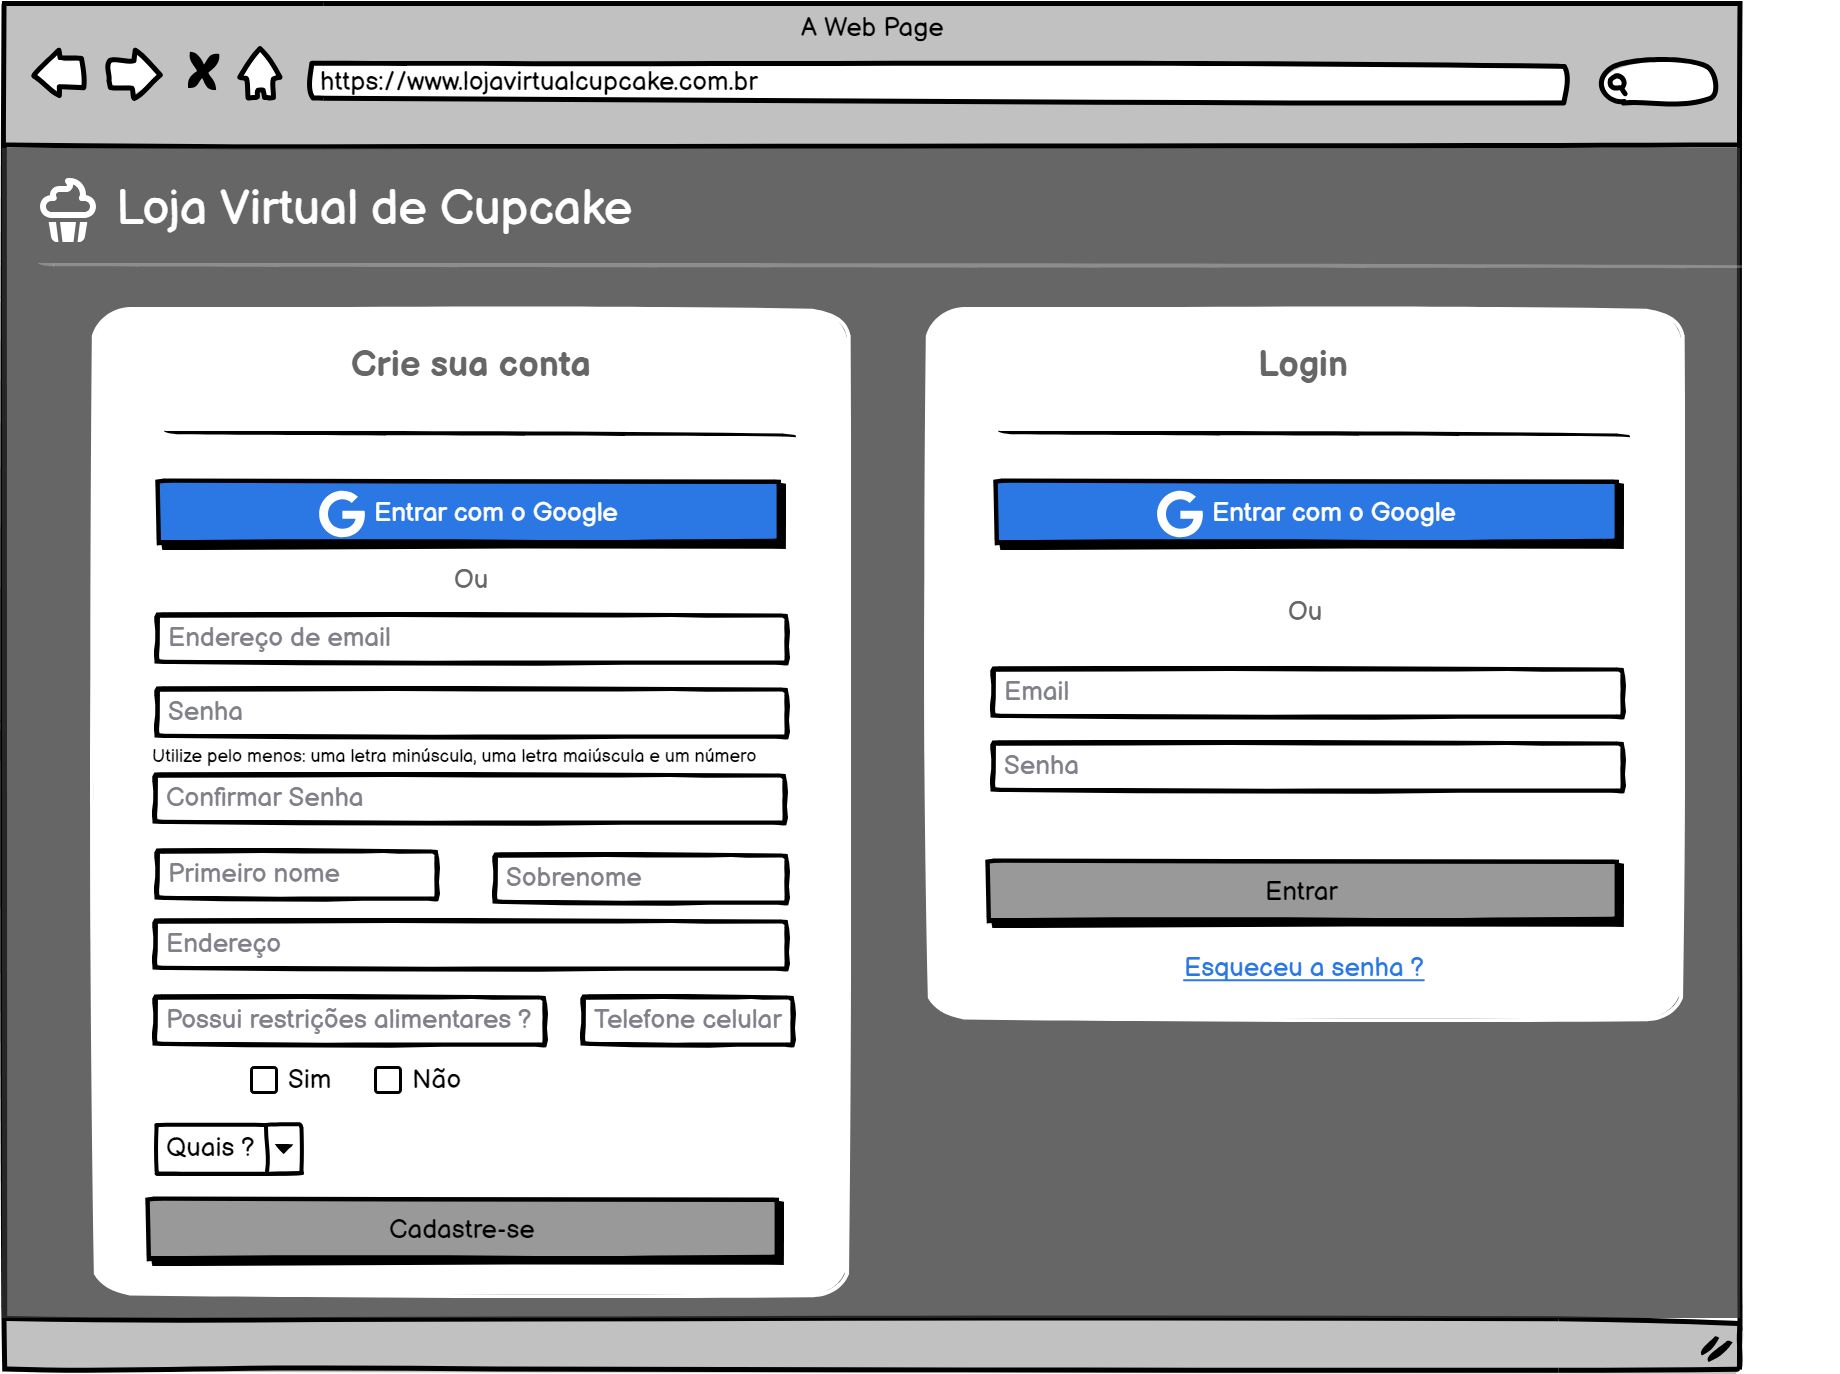 A Web Page
https://www.lojavirtualcupcake.com.br
Loja Virtual de Cupcake
Crie sua conta
Entrar com o Google
Ou
Endereço de email
Senha
Utilize pelo menos: uma letra minúscula, uma letra maiúscula e um número
Confirmar Senha
Primeiro nome
Sobrenome
Endereço
Possui restrições alimentares ?
Telefone celular
Sim
Não
Quais ?
Cadastre-se
Login
Entrar com o Google
Ou
Email
Senha
Entrar
Esqueceu a senha ?